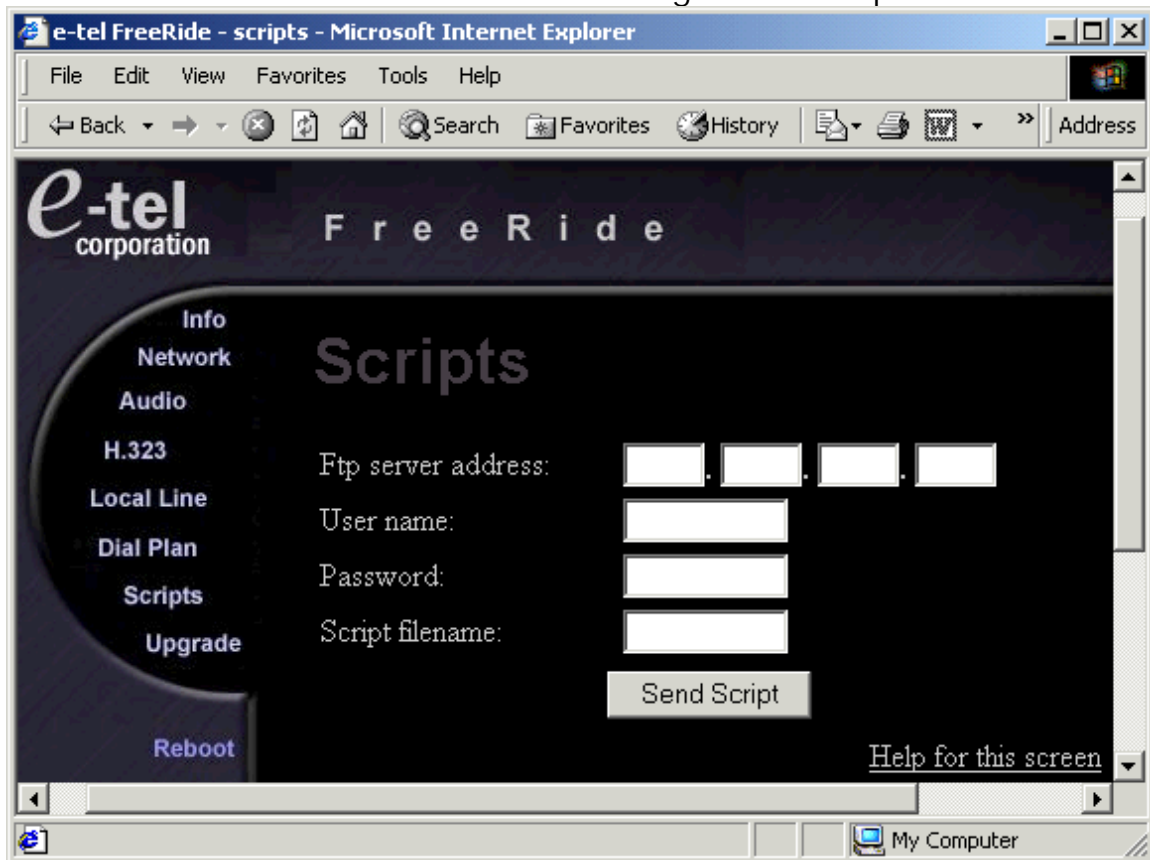 e-tel FreeRide - scripts - Microsoft Internet Explorer
File Edit View Favorites Tools Help
Back Search Favorites History Address
e-tel
corporation
FreeRide
Info
Network
Audio
H.323
Local Line
Dial Plan
Scripts
Upgrade
Reboot
Scripts
Ftp server address: . . .
User name:
Password:
Script filename:
Send Script
Help for this screen
My Computer